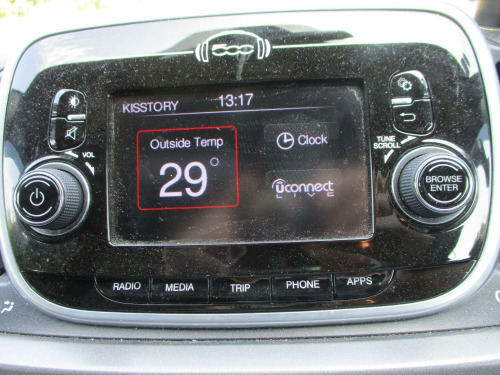 500
KISSTORY 13:17
Outside Temp
29°
Clock
uconnect
LIVE
VOL
TUNE
SCROLL
BROWSE
ENTER
RADIO MEDIA TRIP PHONE APPS